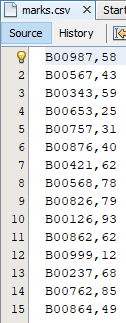 marks.csv Start
Source History
B00987,58
2 B00567,43
3 B00343,59
4 B00653,25
5 B00757,31
6 B00876,40
7 B00421,62
8 B00568,78
9 B00826,79
10 B00126,93
11 B00862,62
12 B00999,12
13 B00237,68
14 B00762,85
15 B00864,49